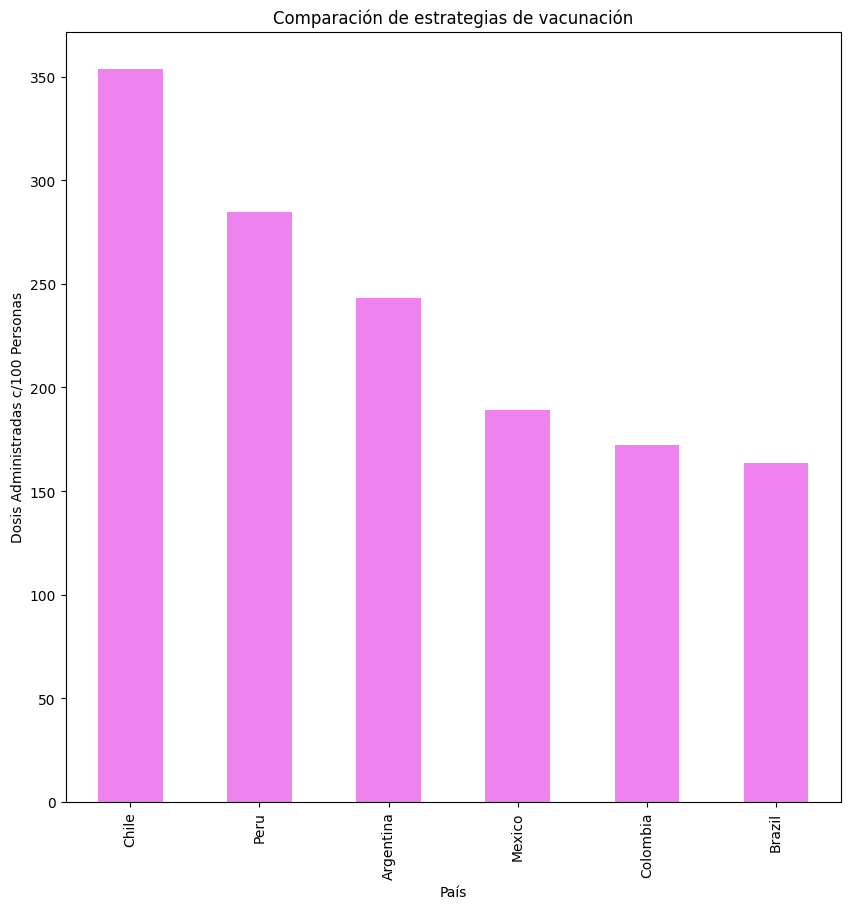 Comparación de estrategias de vacunación
Dosis Administradas c/100 Personas
350
300
250
200
150
100
50
0
Chile
Peru
Argentina
Mexico
Colombia
Brazil
País